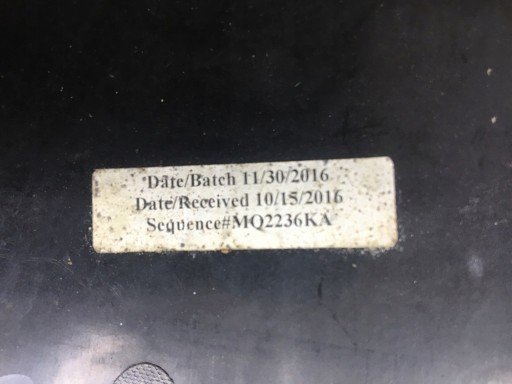 Date/Batch 11/30/2016
Date/Received 10/15/2016
Sequence#MQ2236KA